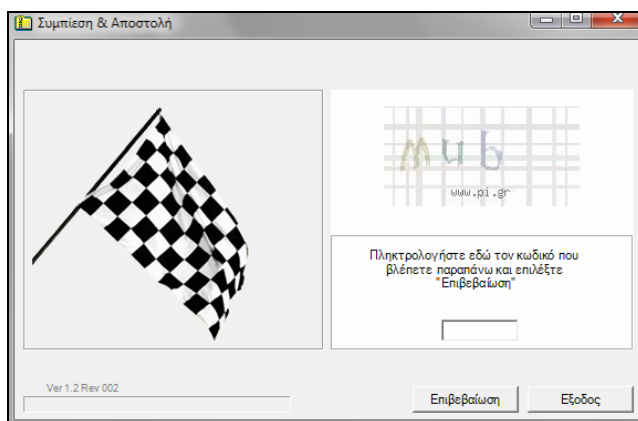 Συμπίεση & Αποστολή
mub
www.pi.gr
Πληκτρολογήστε εδώ τον κωδικό που
βλέπετε παραπάνω και επιλέξτε
"Επιβεβαίωση"
Ver 1.2 Rev 002
Επιβεβαίωση
Εξοδος